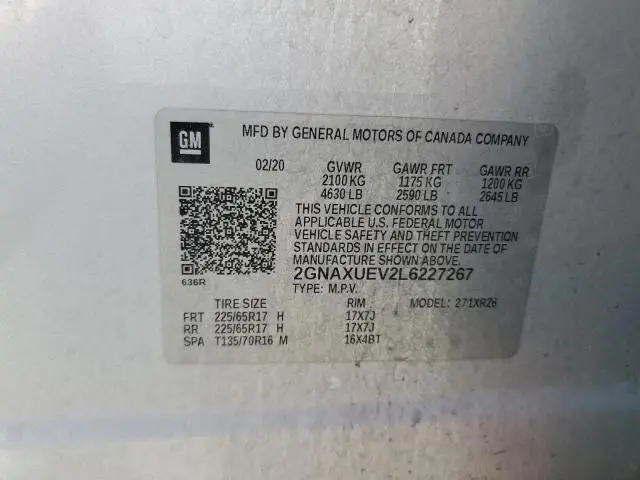 GM
MFD BY GENERAL MOTORS OF CANADA COMPANY
02/20 GVWR GAWR FRT GAWR RR
2100 KG 1175 KG 1200 KG
4630 LB 2590 LB 2645 LB
THIS VEHICLE CONFORMS TO ALL
APPLICABLE U.S. FEDERAL MOTOR
VEHICLE SAFETY AND THEFT PREVENTION
STANDARDS IN EFFECT ON THE DATE OF
MANUFACTURE SHOWN ABOVE.
636R 2GNAXUEV2L6227267
TYPE: M.P.V.
TIRE SIZE RIM MODEL: 271XR26
FRT 225/65R17 H 17X7J
RR 225/65R17 H 17X7J
SPA T135/70R16 M 16X4BT